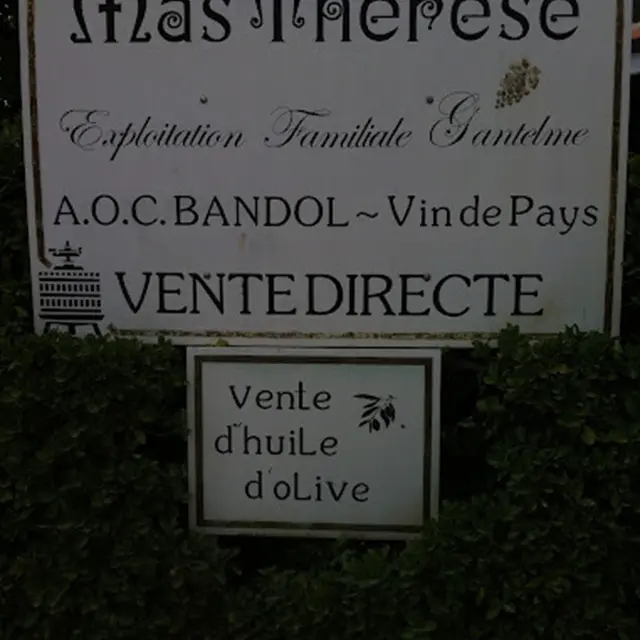 Mas Thérèse
Exploitation Familiale Gantelme
A.O.C. BANDOL ~ Vin de Pays
VENTE DIRECTE
Vente
d'huile
d'olive